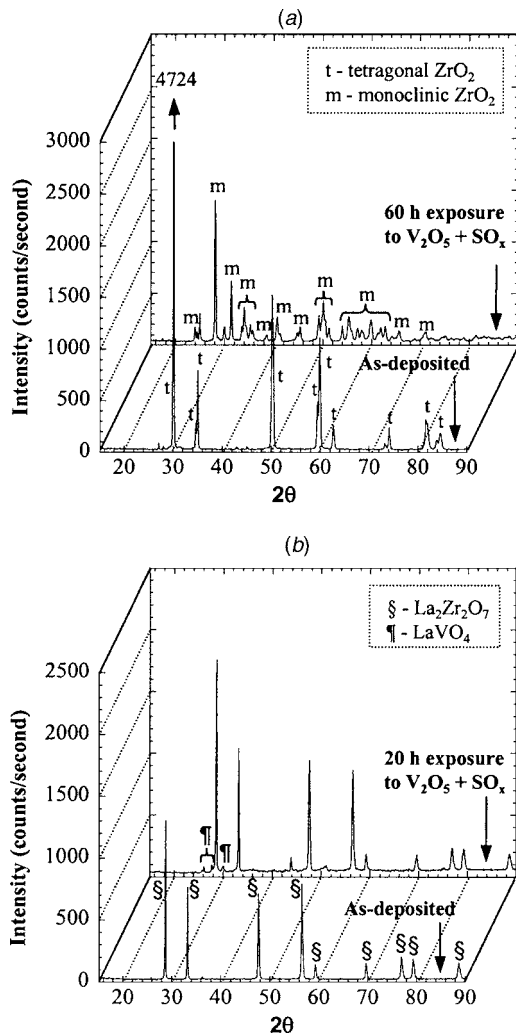 (a)
4724
t - tetragonal ZrO2
m - monoclinic ZrO2
3000
2500
2000
1500
1000
500
0
Intensity (counts/second)
m
m
m
m
m
m
m
m
m
m
m
60 h exposure
to V2O5 + SOx
As-deposited
t
t
t
t
t
t
t
t
20 30 40 50 60 70 80 90
2θ
(b)
§ - La2Zr2O7
¶ - LaVO4
2500
2000
1500
1000
500
0
Intensity (counts/second)
20 h exposure
to V2O5 + SOx
¶
¶
As-deposited
§ § § §
§ § § § §
20 30 40 50 60 70 80 90
2θ